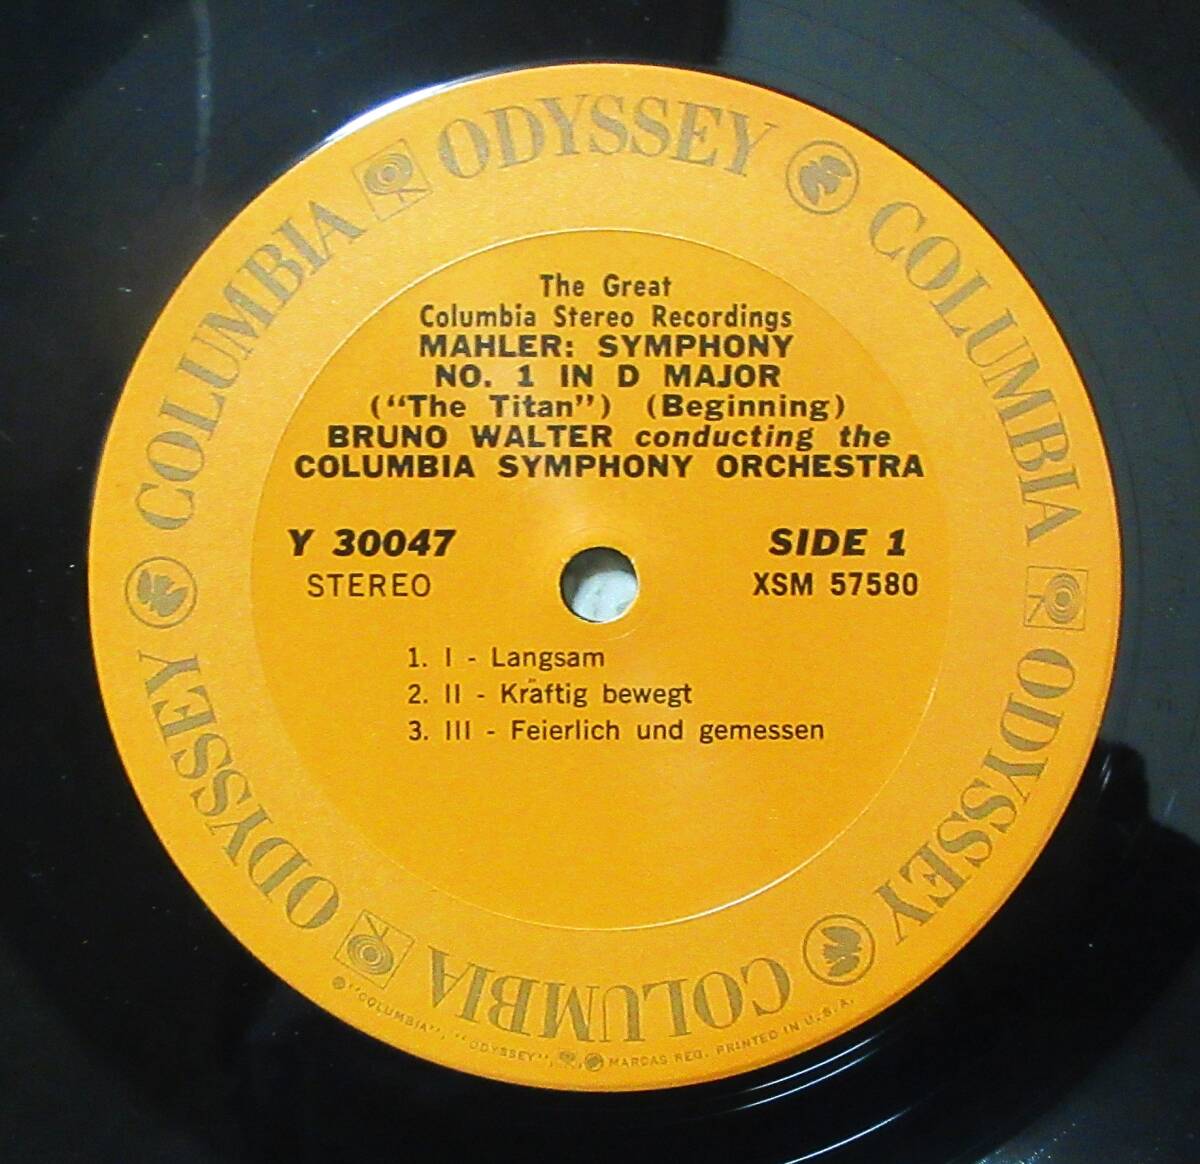 COLUMBIA ODYSSEY COLUMBIA ODYSSEY COLUMBIA ODYSSEY
The Great
Columbia Stereo Recordings
MAHLER: SYMPHONY
NO. 1 IN D MAJOR
("The Titan") (Beginning)
BRUNO WALTER conducting the
COLUMBIA SYMPHONY ORCHESTRA
Y 30047
STEREO
SIDE 1
XSM 57580
1. I - Langsam
2. II - Kräftig bewegt
3. III - Feierlich und gemessen
"COLUMBIA", "ODYSSEY", MARCAS REG. PRINTED IN U.S.A.